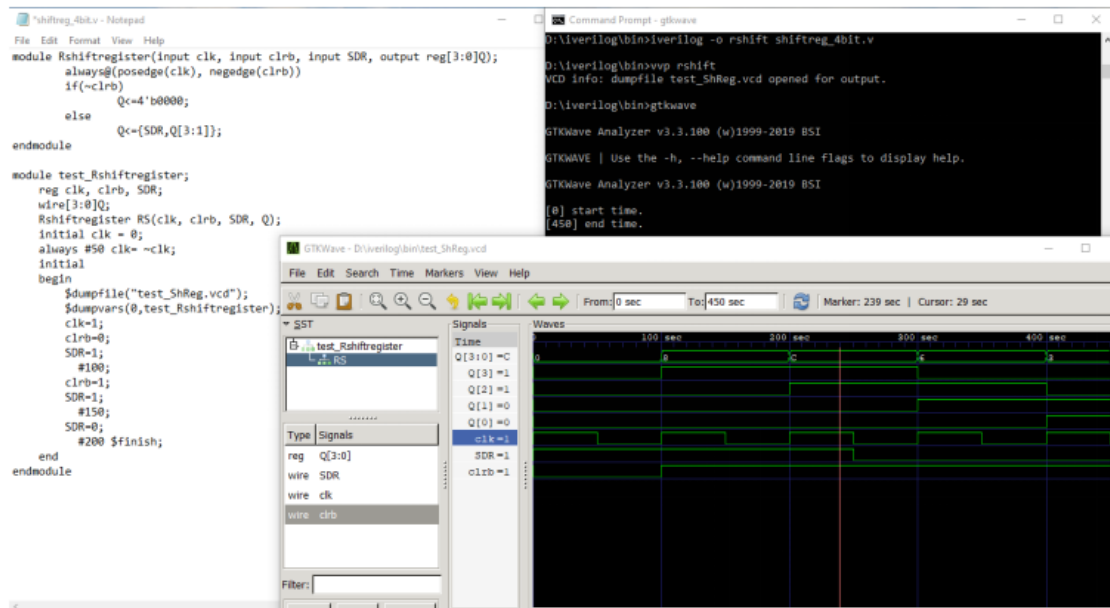 *shiftreg_4bit.v - Notepad
File Edit Format View Help
module Rshiftregister(input clk, input clrb, input SDR, output reg[3:0]Q);
always@(posedge(clk), negedge(clrb))
if(~clrb)
Q<=4'b0000;
else
Q<={SDR,Q[3:1]};
endmodule
module test_Rshiftregister;
reg clk, clrb, SDR;
wire[3:0]Q;
Rshiftregister RS(clk, clrb, SDR, Q);
initial clk = 0;
always #50 clk= ~clk;
initial
begin
$dumpfile("test_ShReg.vcd");
$dumpvars(0,test_Rshiftregister);
clk=1;
clrb=0;
SDR=1;
#100;
clrb=1;
SDR=1;
#150;
SDR=0;
#200 $finish;
end
endmodule
Command Prompt - gtkwave
D:\iverilog\bin>iverilog -o rshift shiftreg_4bit.v
D:\iverilog\bin>vvp rshift
VCD info: dumpfile test_ShReg.vcd opened for output.
D:\iverilog\bin>gtkwave
GTKWave Analyzer v3.3.100 (w)1999-2019 BSI
GTKWAVE | Use the -h, --help command line flags to display help.
GTKWave Analyzer v3.3.100 (w)1999-2019 BSI
[0] start time.
[450] end time.
GTKWave - D:\iverilog\bin\test_ShReg.vcd
File Edit Search Time Markers View Help
From: 0 sec To: 450 sec Marker: 239 sec | Cursor: 29 sec
SST
test_Rshiftregister
RS
Type Signals
reg Q[3:0]
wire SDR
wire clk
wire clrb
Filter:
Signals
Time
Q[3:0] =C
Q[3] =1
Q[2] =1
Q[1] =0
Q[0] =0
clk =1
SDR =1
clrb =1
Waves
0 100 sec 200 sec 300 sec 400 sec
0 8 C 6 3